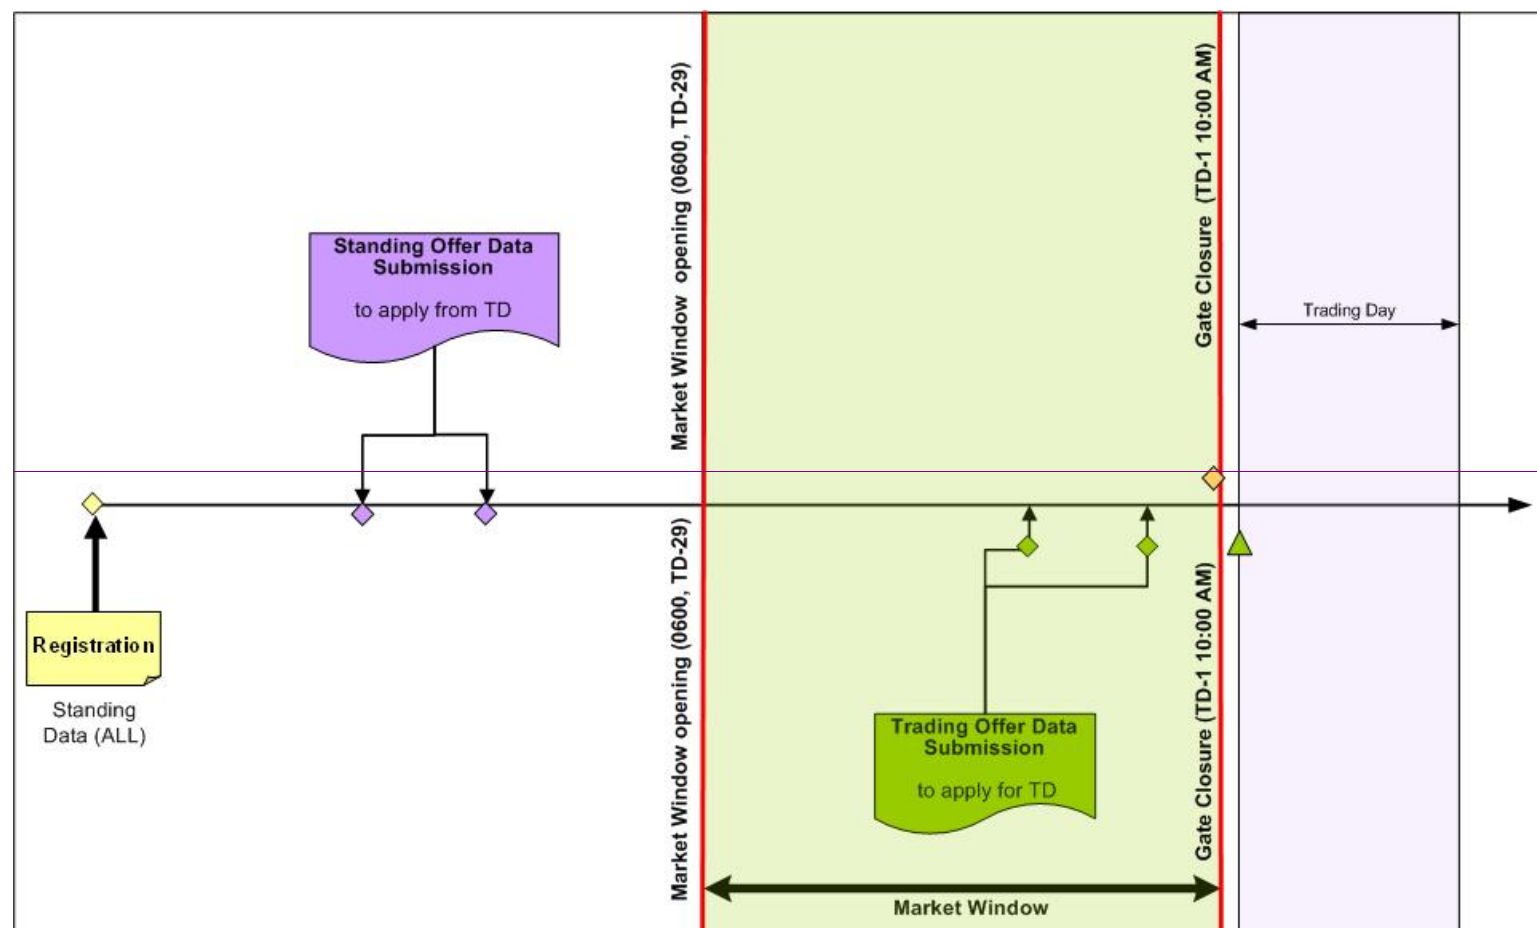 Market Window  opening (0600, TD-29)
Gate Closure  (TD-1 10:00 AM)
Standing Offer Data
Submission
to apply from TD
Trading Day
Registration
Standing
Data (ALL)
Market Window opening (0600, TD-29)
Gate Closure (TD-1 10:00 AM)
Trading Offer Data
Submission
to apply for TD
Market Window